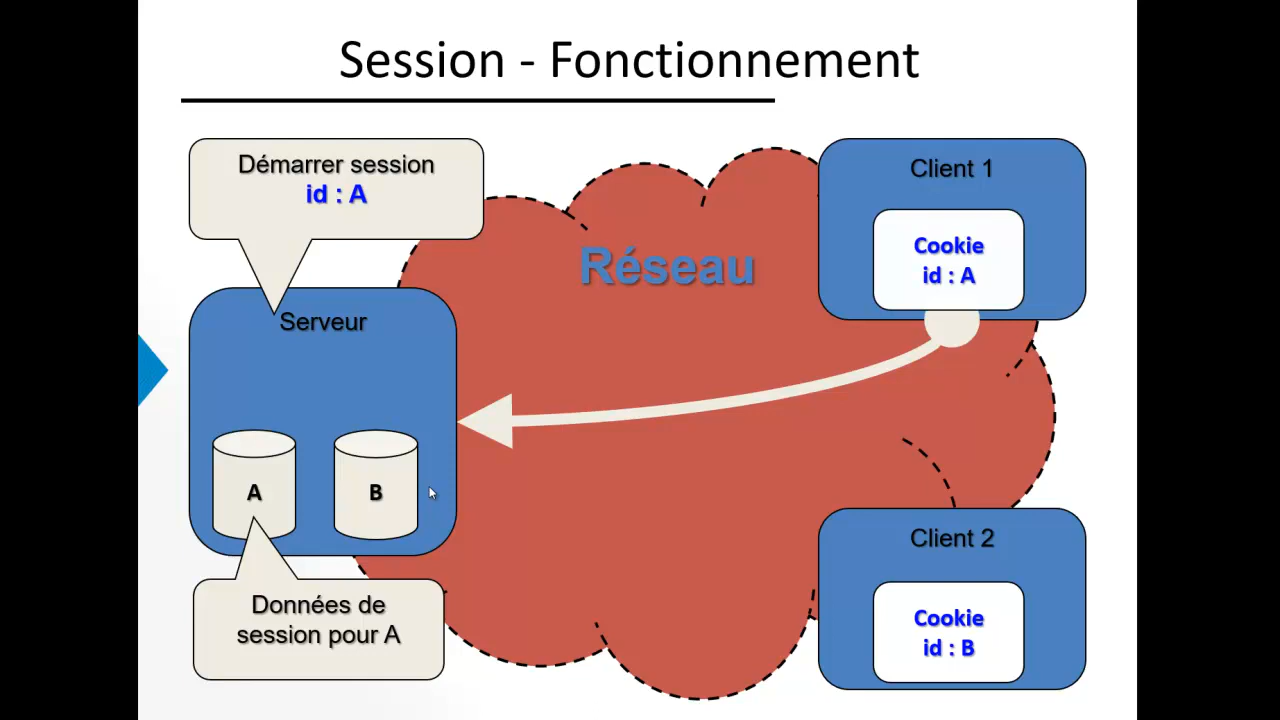 Session - Fonctionnement
Démarrer session
id : A
Client 1
Cookie
id : A
Réseau
Serveur
A
B
Données de
session pour A
Client 2
Cookie
id : B